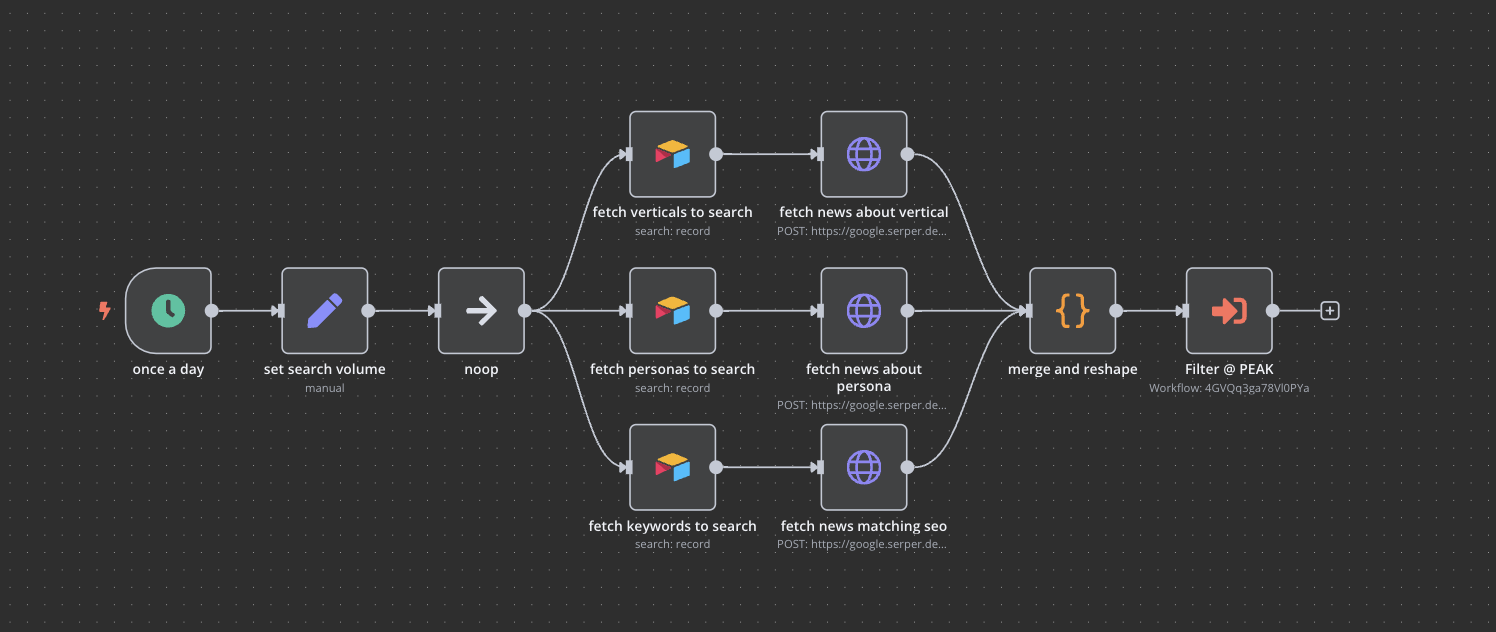 fetch verticals to search
search: record
fetch news about vertical
POST: https://google.serper.de...
once a day
set search volume
manual
noop
fetch personas to search
search: record
fetch news about
persona
POST: https://google.serper.de...
merge and reshape
Filter @ PEAK
Workflow: 4GVQq3ga78Vl0PYa
fetch keywords to search
search: record
fetch news matching seo
POST: https://google.serper.de...